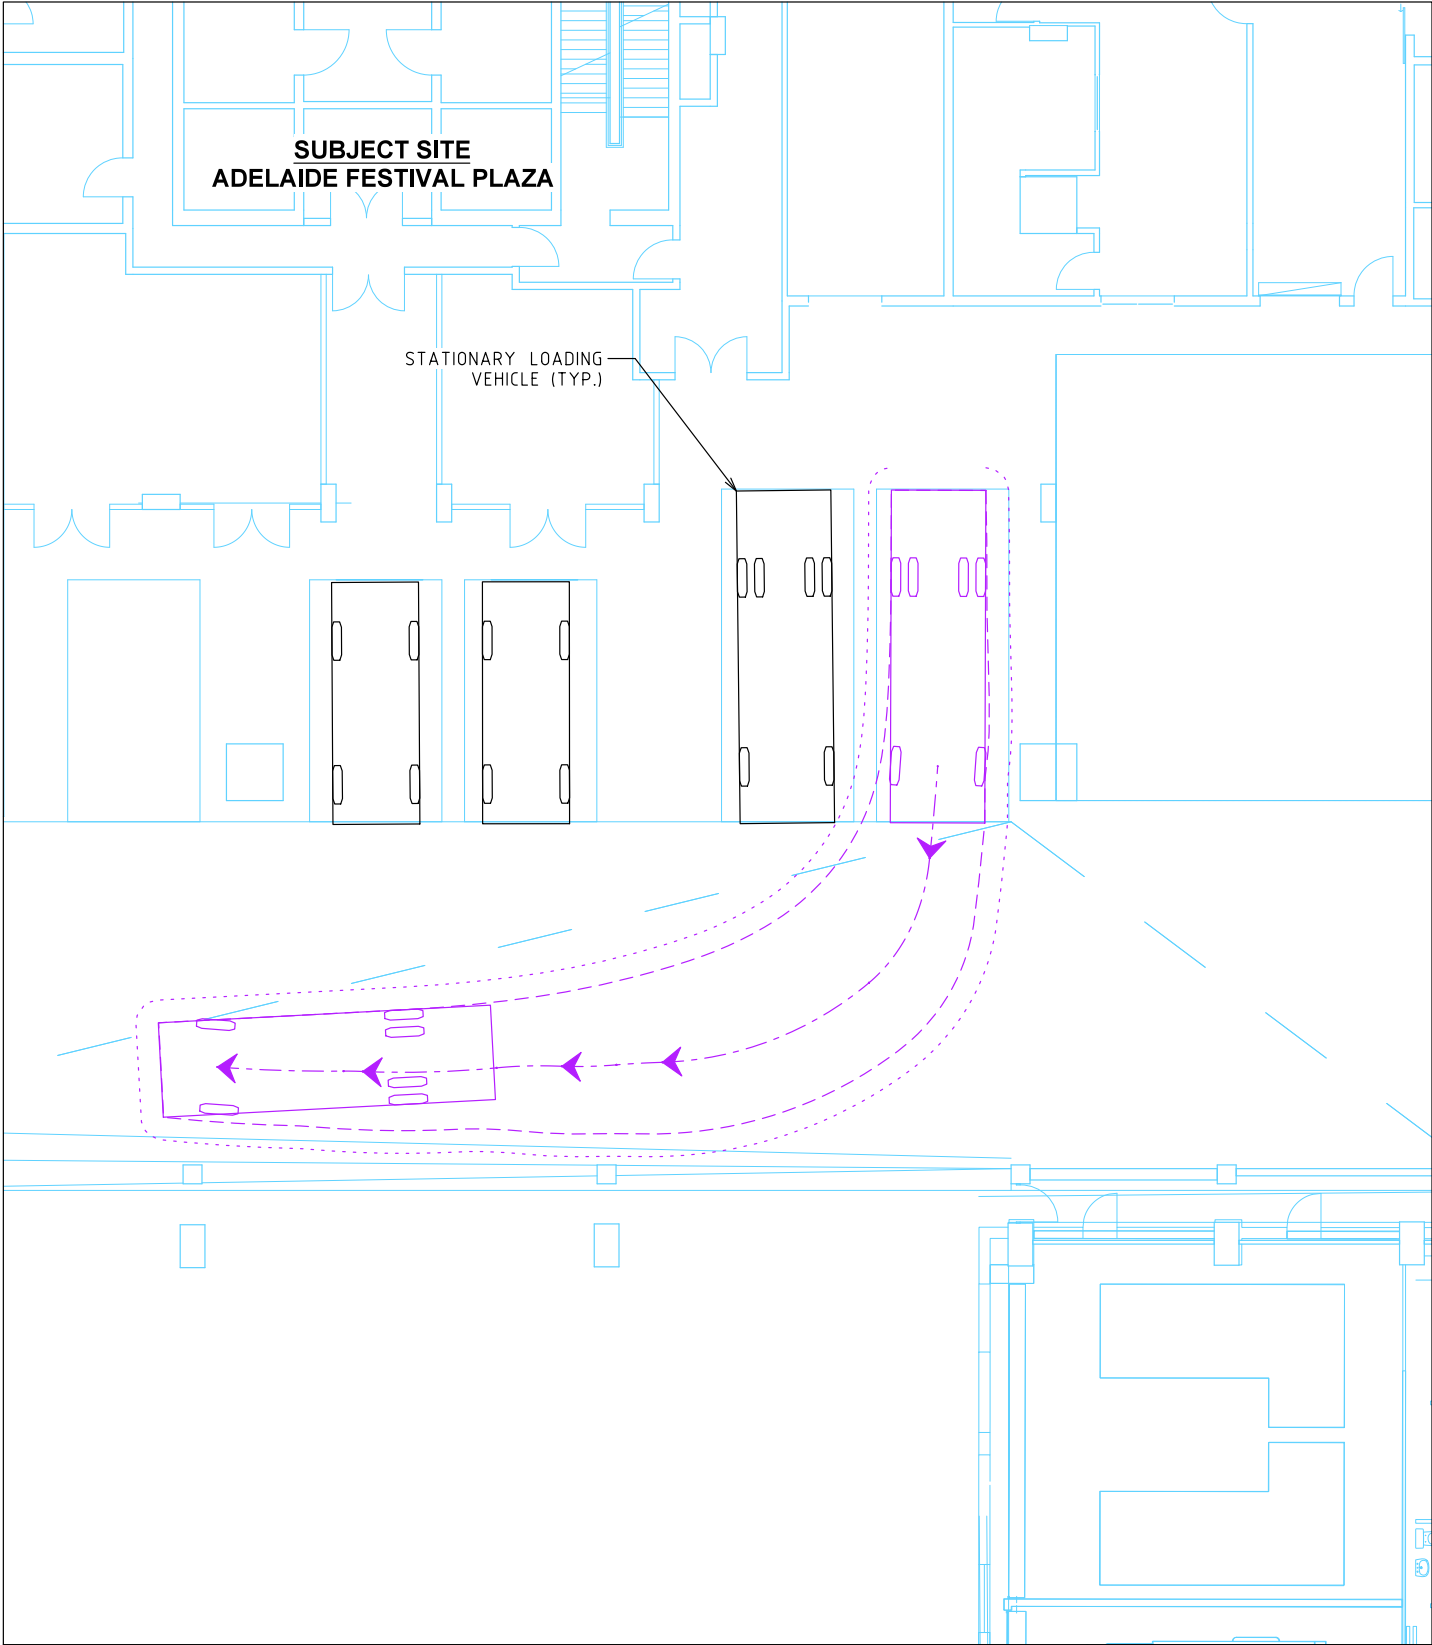 SUBJECT SITE
ADELAIDE FESTIVAL PLAZA
STATIONARY LOADING
VEHICLE (TYP.)